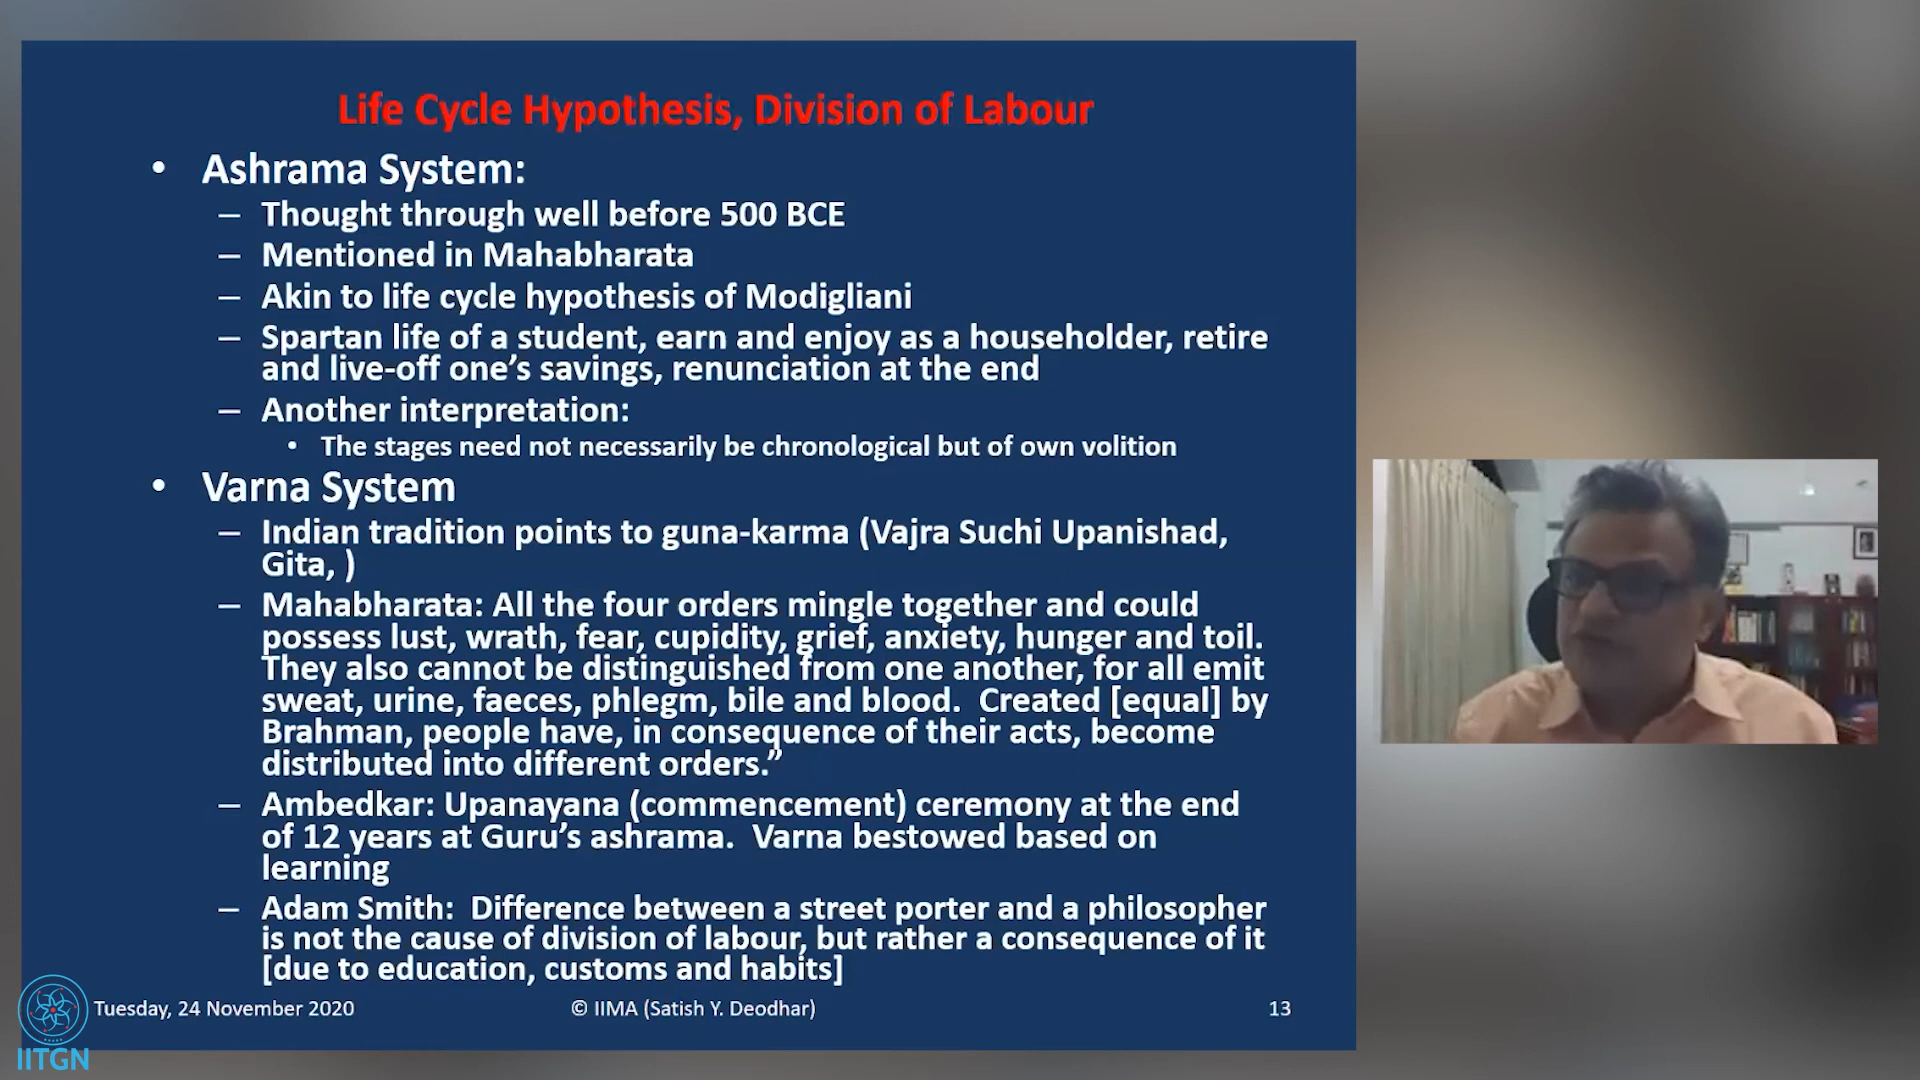 Life Cycle Hypothesis, Division of Labour
• Ashrama System:
– Thought through well before 500 BCE
– Mentioned in Mahabharata
– Akin to life cycle hypothesis of Modigliani
– Spartan life of a student, earn and enjoy as a householder, retire
and live-off one’s savings, renunciation at the end
– Another interpretation:
• The stages need not necessarily be chronological but of own volition
• Varna System
– Indian tradition points to guna-karma (Vajra Suchi Upanishad,
Gita, )
– Mahabharata: All the four orders mingle together and could
possess lust, wrath, fear, cupidity, grief, anxiety, hunger and toil.
They also cannot be distinguished from one another, for all emit
sweat, urine, faeces, phlegm, bile and blood.  Created [equal] by
Brahman, people have, in consequence of their acts, become
distributed into different orders.”
– Ambedkar: Upanayana (commencement) ceremony at the end
of 12 years at Guru’s ashrama.  Varna bestowed based on
learning
– Adam Smith:  Difference between a street porter and a philosopher
is not the cause of division of labour, but rather a consequence of it
[due to education, customs and habits]
Tuesday, 24 November 2020 © IIMA (Satish Y. Deodhar) 13
IITGN